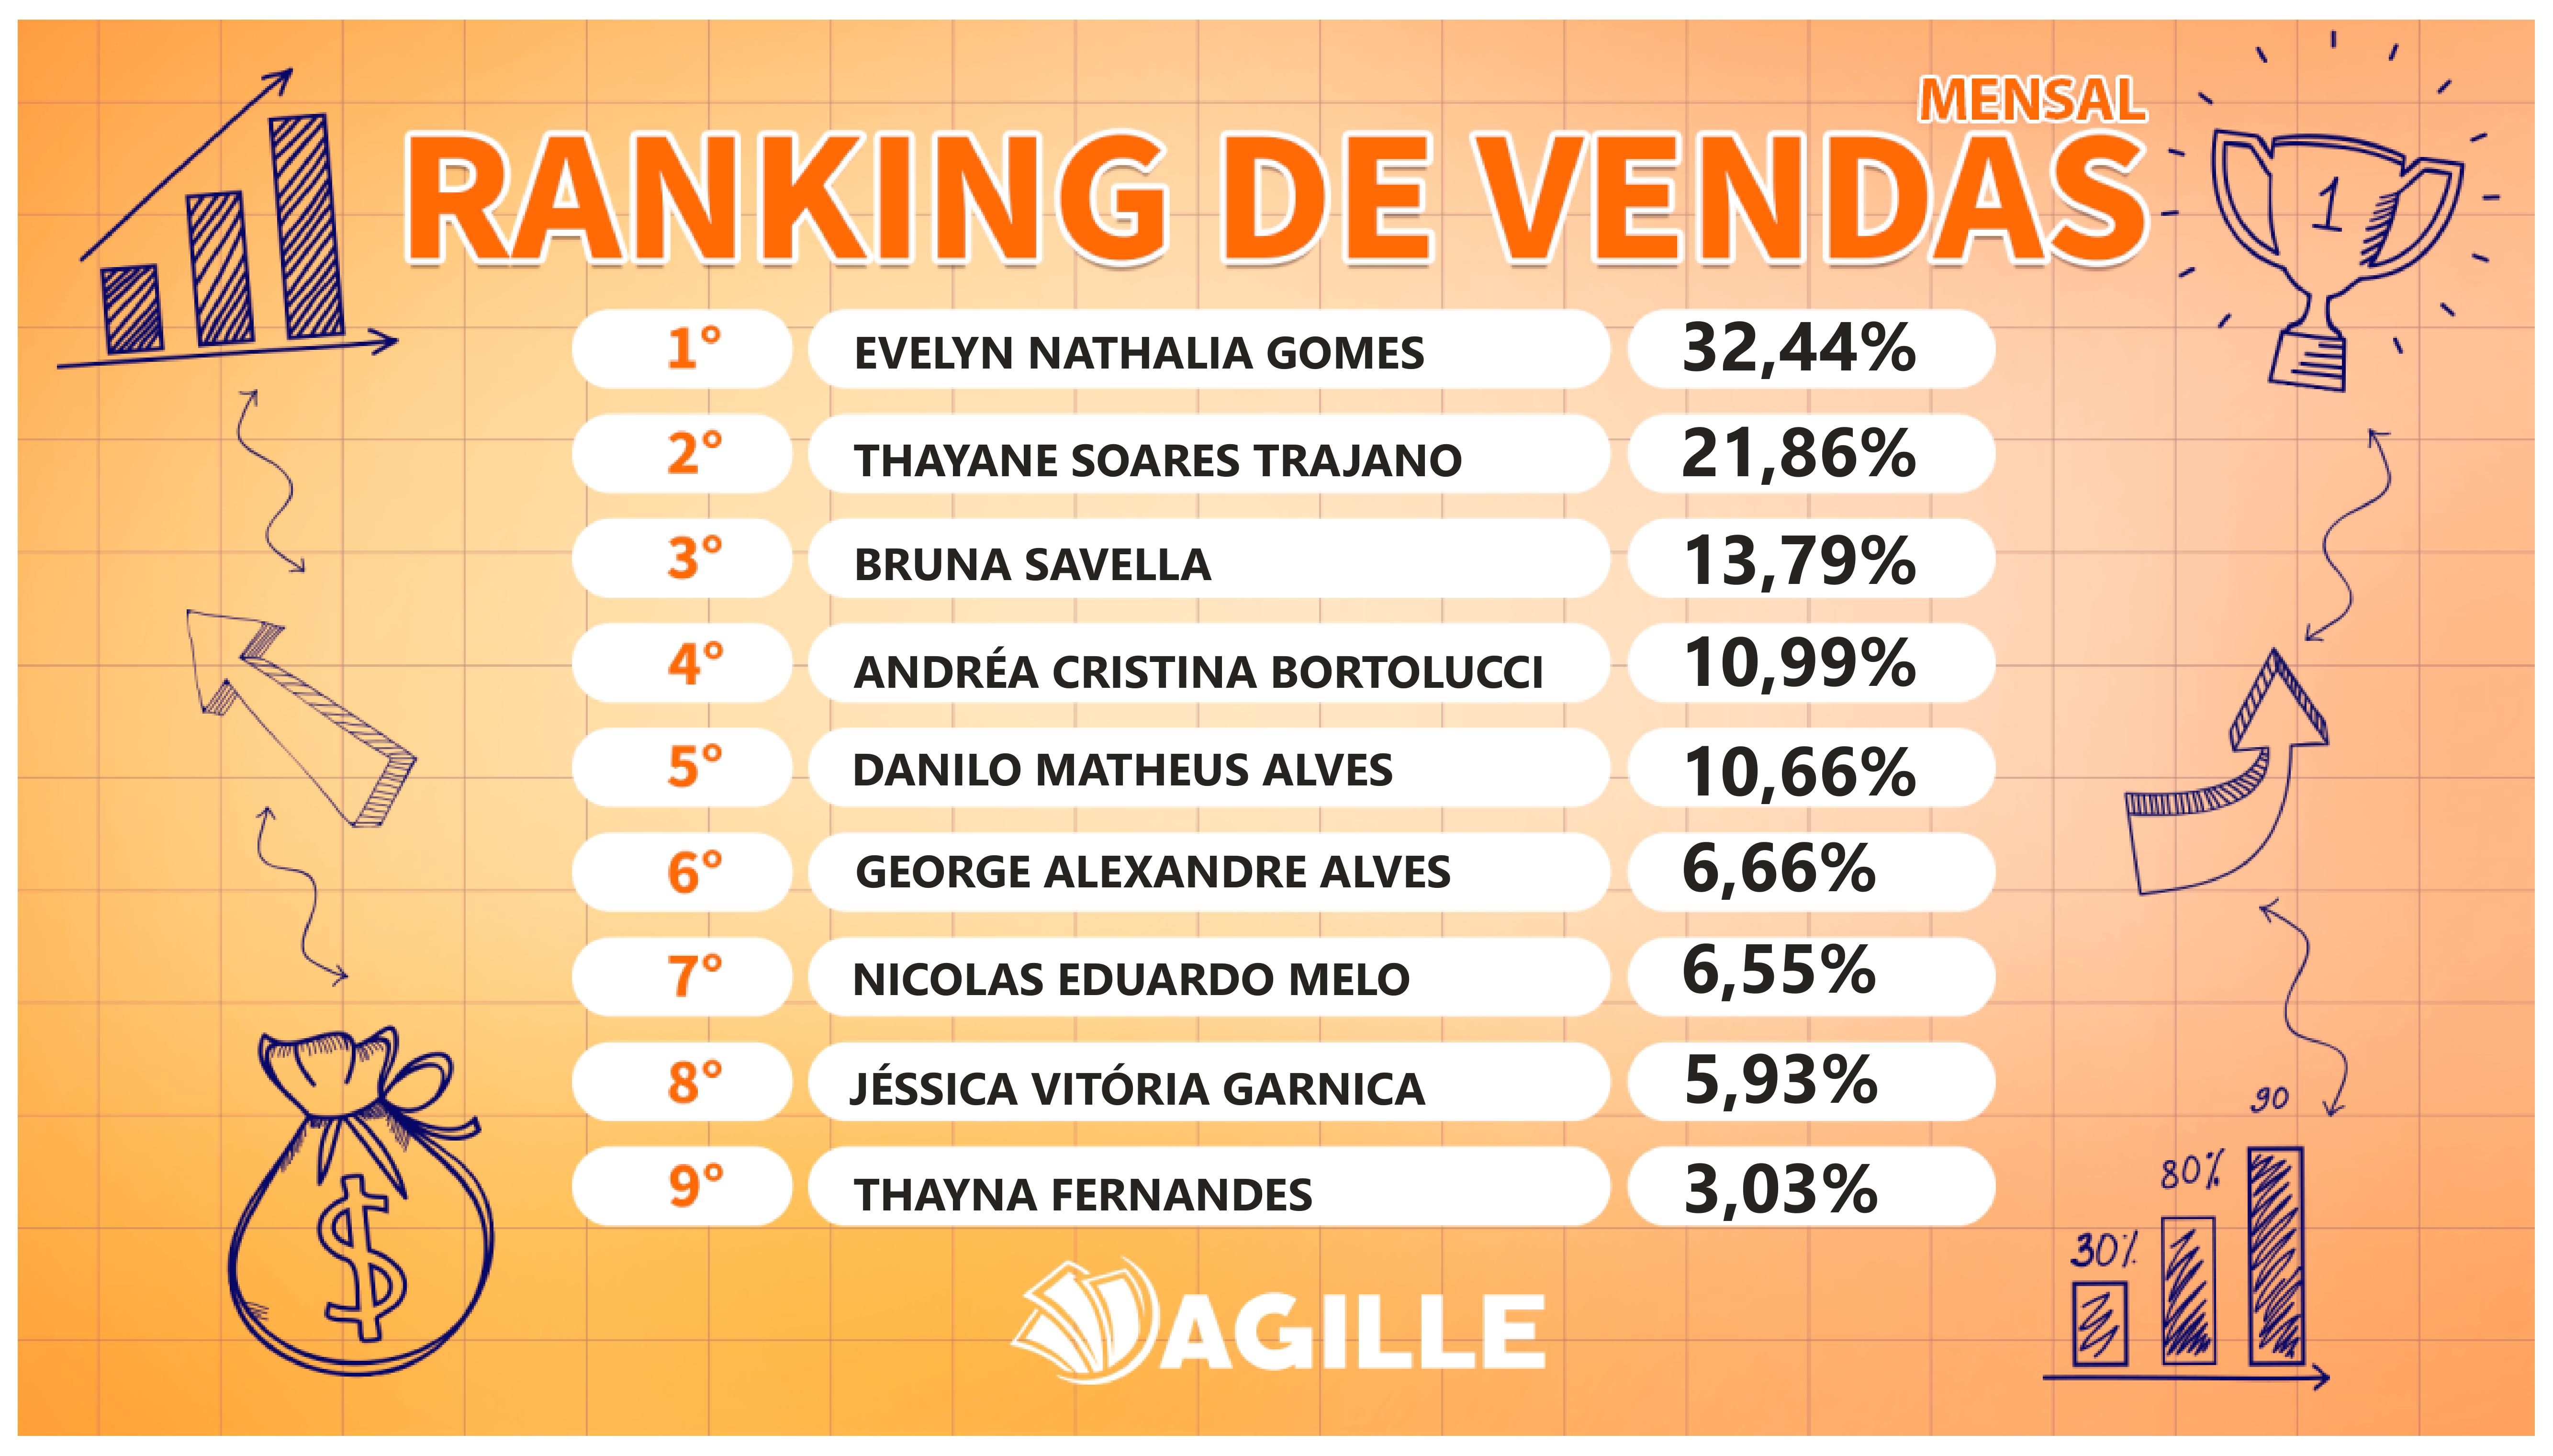 MENSAL
RANKING DE VENDAS
1
1° EVELYN NATHALIA GOMES 32,44%
2° THAYANE SOARES TRAJANO 21,86%
3° BRUNA SAVELLA 13,79%
4° ANDRÉA CRISTINA BORTOLUCCI 10,99%
5° DANILO MATHEUS ALVES 10,66%
6° GEORGE ALEXANDRE ALVES 6,66%
7° NICOLAS EDUARDO MELO 6,55%
8° JÉSSICA VITÓRIA GARNICA 5,93%
9° THAYNA FERNANDES 3,03%
$
90
80%
30%
AGILLE